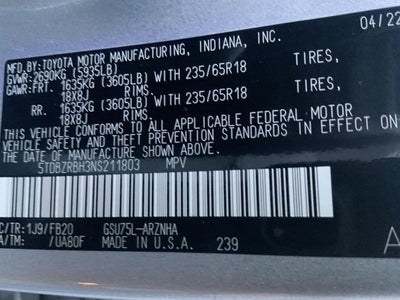 MFD.BY:TOYOTA MOTOR MANUFACTURING, INDIANA, INC. 04/22
GVWR:2690KG (5935LB)
GAWR:FRT. 1635KG (3605LB) WITH 235/65R18 TIRES,
18X8J RIMS.
RR. 1635KG (3605LB) WITH 235/65R18 TIRES,
18X8J RIMS.
THIS VEHICLE CONFORMS TO ALL APPLICABLE FEDERAL MOTOR
VEHICLE SAFETY AND THEFT PREVENTION STANDARDS IN EFFECT ON
THE DATE OF MANUFACTURE SHOWN ABOVE.
5TDBZRBH3NS211803 MPV
C/TR: 1J9/FB20 GSU75L-ARZNHA
A/TM: /UA80F MADE IN U.S.A. 239
A